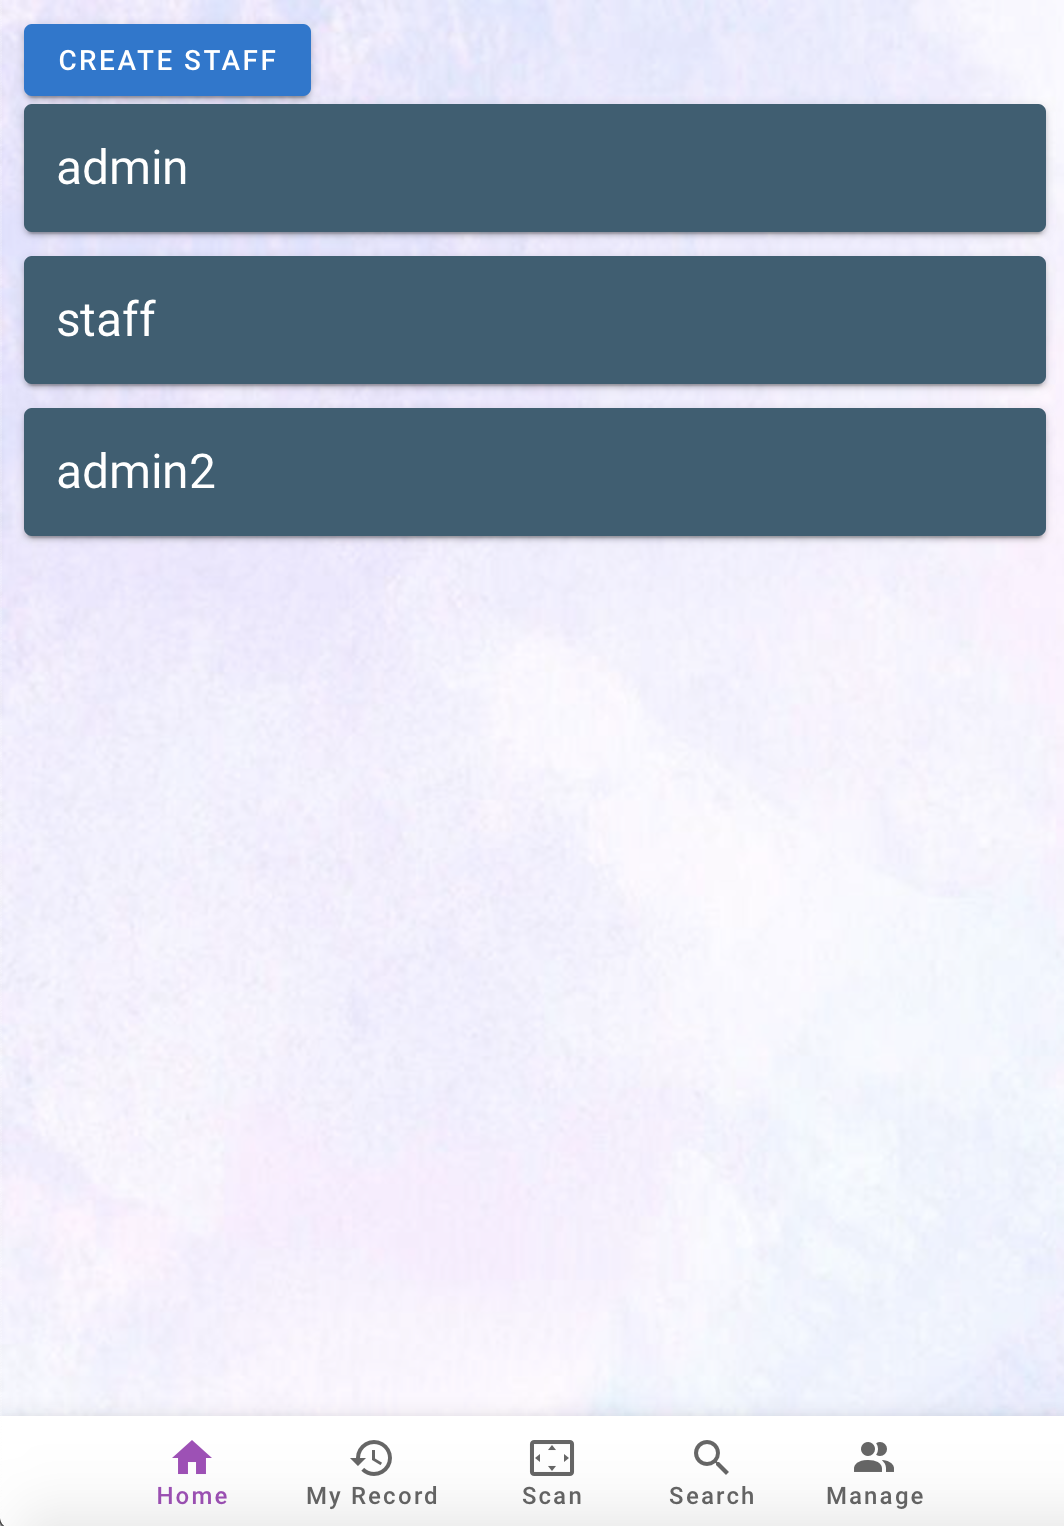 CREATE STAFF
admin
staff
admin2
Home
My Record
Scan
Search
Manage